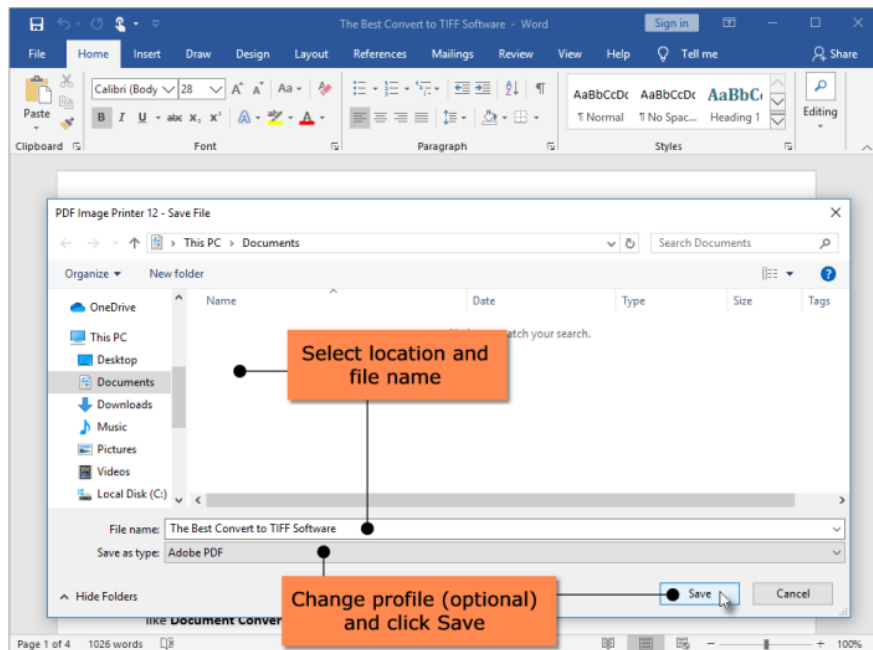 The Best Convert to TIFF Software - Word
Sign in
File Home Insert Draw Design Layout References Mailings Review View Help Tell me Share
Calibri (Body 28 A A Aa
Paste
B I U abc X₂ X² A A
AaBbCcDc AaBbCcDc AaBbC
¶ Normal ¶ No Spac... Heading 1
Editing
Clipboard Font Paragraph Styles
PDF Image Printer 12 - Save File
This PC > Documents
Search Documents
Organize New folder
Name Date Type Size Tags
OneDrive
This PC
Desktop
Documents
Downloads
Music
Pictures
Videos
Local Disk (C:)
your search.
Select location and
file name
File name: The Best Convert to TIFF Software
Save as type: Adobe PDF
Hide Folders
Save Cancel
Change profile (optional)
and click Save
like Document
Page 1 of 4 1026 words 100%